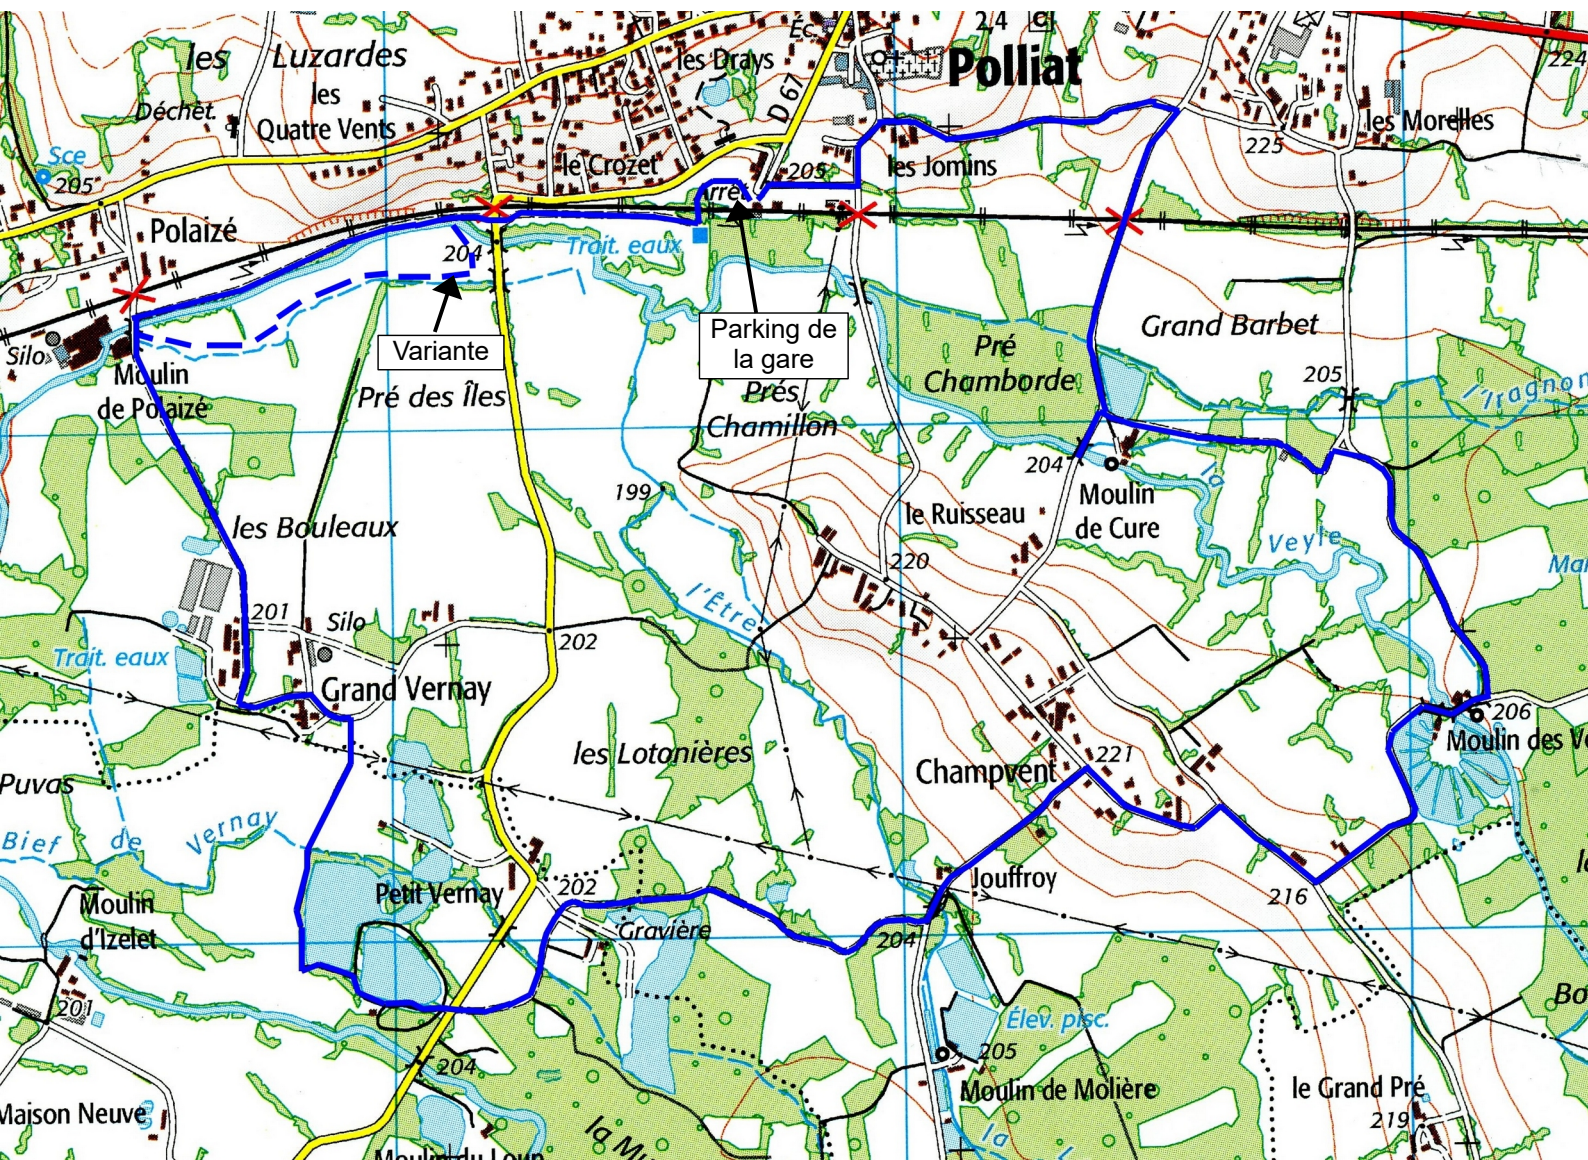 24
C
Éc.
Polliat
les Luzardes
les Drays
224
les
Quatre Vents
Déchèt.
D 67
les Morelles
225
Sce
205
le Crozet
205
les Jomins
Arrêt
Polaizé
204
Trait. eaux
Variante
Parking de
la gare
Grand Barbet
Pré
Chamborde
Silo
Moulin
de Polaizé
Pré des Îles
Prés
Chamillon
205
l'Iragnon
204
la
199
Moulin
de Cure
le Ruisseau
les Bouleaux
Veyle
220
l'Être
201
Silo
202
Trait. eaux
Grand Vernay
206
les Lotonières
Champvent
221
Puvas
Bief de Vernay
Petit Vernay
202
Jouffroy
216
Moulin
d'Izelet
Gravière
204
201
Élev. pisc.
205
204
Moulin de Molière
le Grand Pré
219
Maison Neuve
la
Moulin du Loup